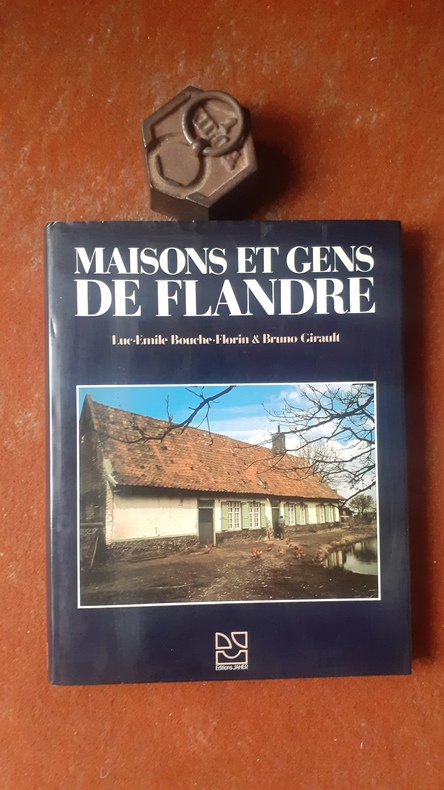 MAISONS ET GENS
DE FLANDRE
Luc-Emile Bouche-Florin & Bruno Girault
Editions JAHER